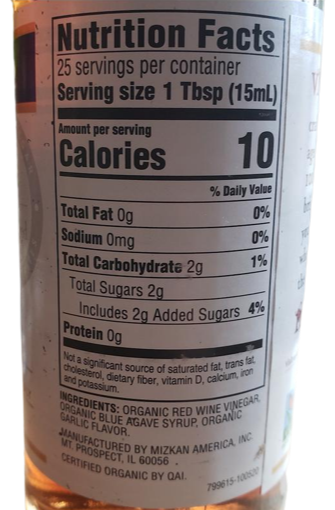 Nutrition Facts
25 servings per container
Serving size 1 Tbsp (15mL)
Amount per serving
Calories 10
% Daily Value
Total Fat 0g 0%
Sodium 0mg 0%
Total Carbohydrate 2g 1%
Total Sugars 2g
Includes 2g Added Sugars 4%
Protein 0g
Not a significant source of saturated fat, trans fat,
cholesterol, dietary fiber, vitamin D, calcium, iron
and potassium.
INGREDIENTS: ORGANIC RED WINE VINEGAR,
ORGANIC BLUE AGAVE SYRUP, ORGANIC
GARLIC FLAVOR.
MANUFACTURED BY MIZKAN AMERICA, INC.
MT. PROSPECT, IL 60056
CERTIFIED ORGANIC BY QAI.
799615-100520